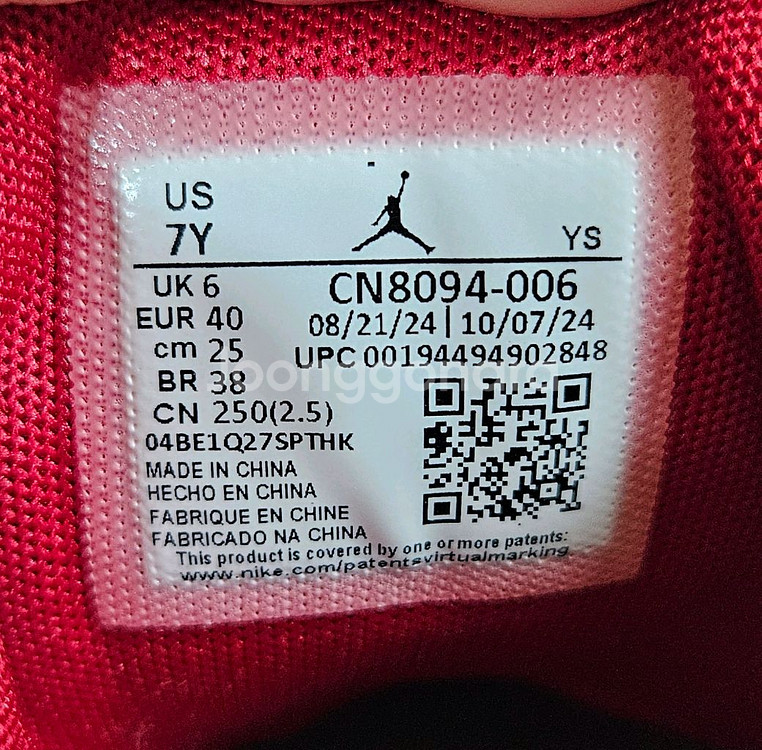 US
7Y
YS
UK 6
CN8094-006
EUR 40
08/21/24 | 10/07/24
cm 25
UPC 00194494902848
BR 38
joonggonara
CN 250(2.5)
04BE1Q27SPTHK
MADE IN CHINA
HECHO EN CHINA
FABRIQUE EN CHINE
FABRICADO NA CHINA
This product is covered by one or more patents:
www.nike.com/patentsvirtualmarking